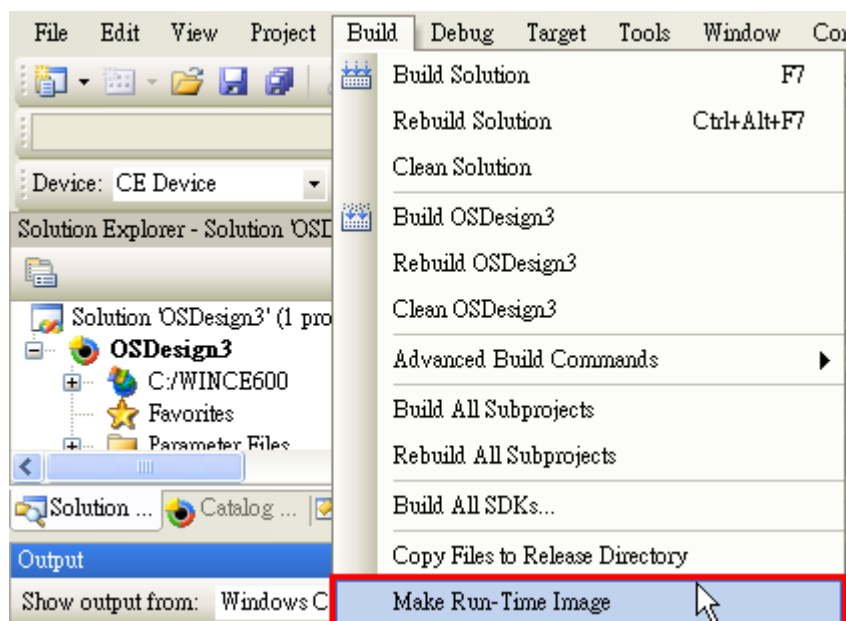 File Edit View Project Build Debug Target Tools Window Con
Build Solution F7
Rebuild Solution Ctrl+Alt+F7
Clean Solution
Device: CE Device
Solution Explorer - Solution 'OSD
Build OSDesign3
Rebuild OSDesign3
Clean OSDesign3
Solution 'OSDesign3' (1 pro
OSDesign3
C:/WINCE600
Favorites
Parameter Files
Advanced Build Commands
Build All Subprojects
Rebuild All Subprojects
Build All SDKs...
Solution ... Catalog ...
Copy Files to Release Directory
Output
Show output from: Windows C
Make Run-Time Image